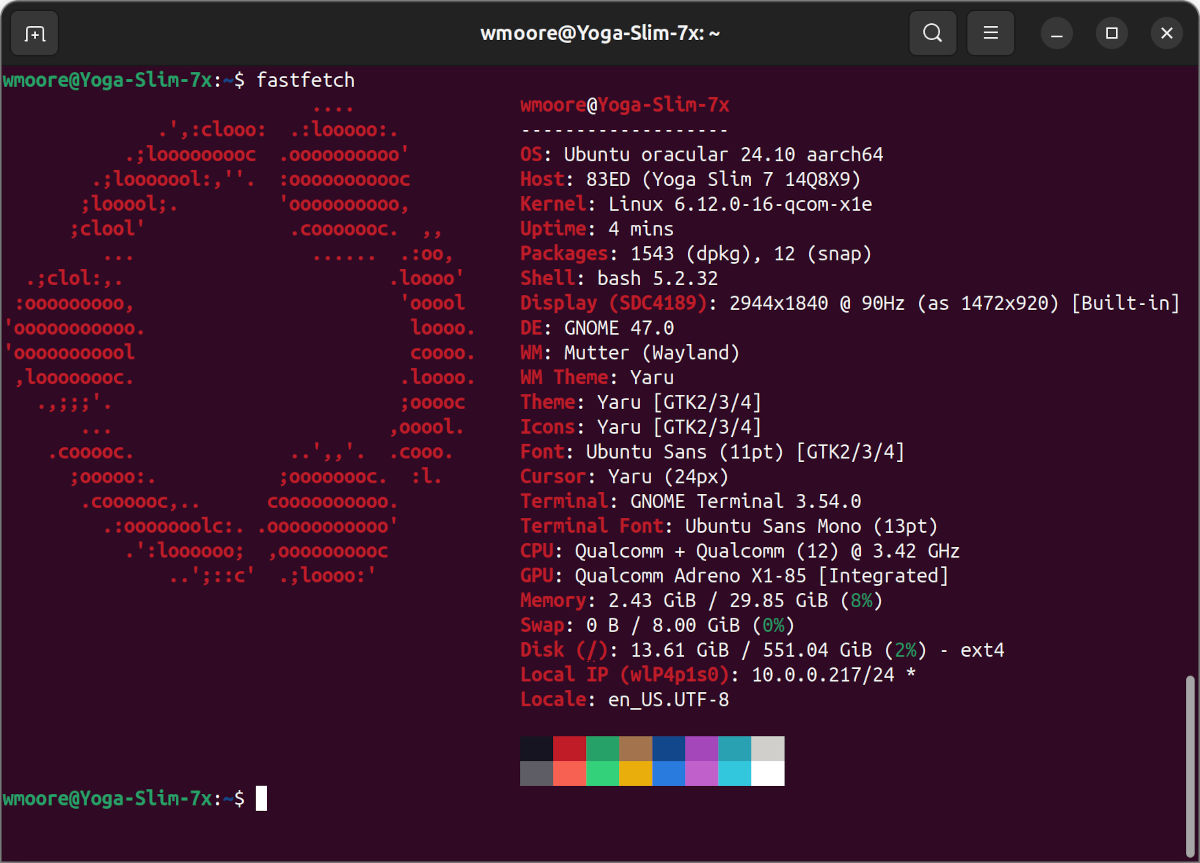 wmoore@Yoga-Slim-7x: ~
wmoore@Yoga-Slim-7x:~$ fastfetch
wmoore@Yoga-Slim-7x
-------------------
OS: Ubuntu oracular 24.10 aarch64
Host: 83ED (Yoga Slim 7 14Q8X9)
Kernel: Linux 6.12.0-16-qcom-x1e
Uptime: 4 mins
Packages: 1543 (dpkg), 12 (snap)
Shell: bash 5.2.32
Display (SDC4189): 2944x1840 @ 90Hz (as 1472x920) [Built-in]
DE: GNOME 47.0
WM: Mutter (Wayland)
WM Theme: Yaru
Theme: Yaru [GTK2/3/4]
Icons: Yaru [GTK2/3/4]
Font: Ubuntu Sans (11pt) [GTK2/3/4]
Cursor: Yaru (24px)
Terminal: GNOME Terminal 3.54.0
Terminal Font: Ubuntu Sans Mono (13pt)
CPU: Qualcomm + Qualcomm (12) @ 3.42 GHz
GPU: Qualcomm Adreno X1-85 [Integrated]
Memory: 2.43 GiB / 29.85 GiB (8%)
Swap: 0 B / 8.00 GiB (0%)
Disk (/): 13.61 GiB / 551.04 GiB (2%) - ext4
Local IP (wlP4p1s0): 10.0.0.217/24 *
Locale: en_US.UTF-8
wmoore@Yoga-Slim-7x:~$